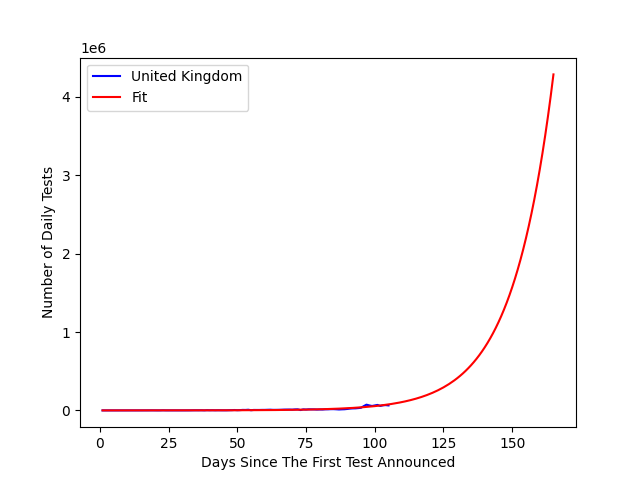 1e6
United Kingdom
Fit
4
3
2
1
0
Number of Daily Tests
0 25 50 75 100 125 150
Days Since The First Test Announced